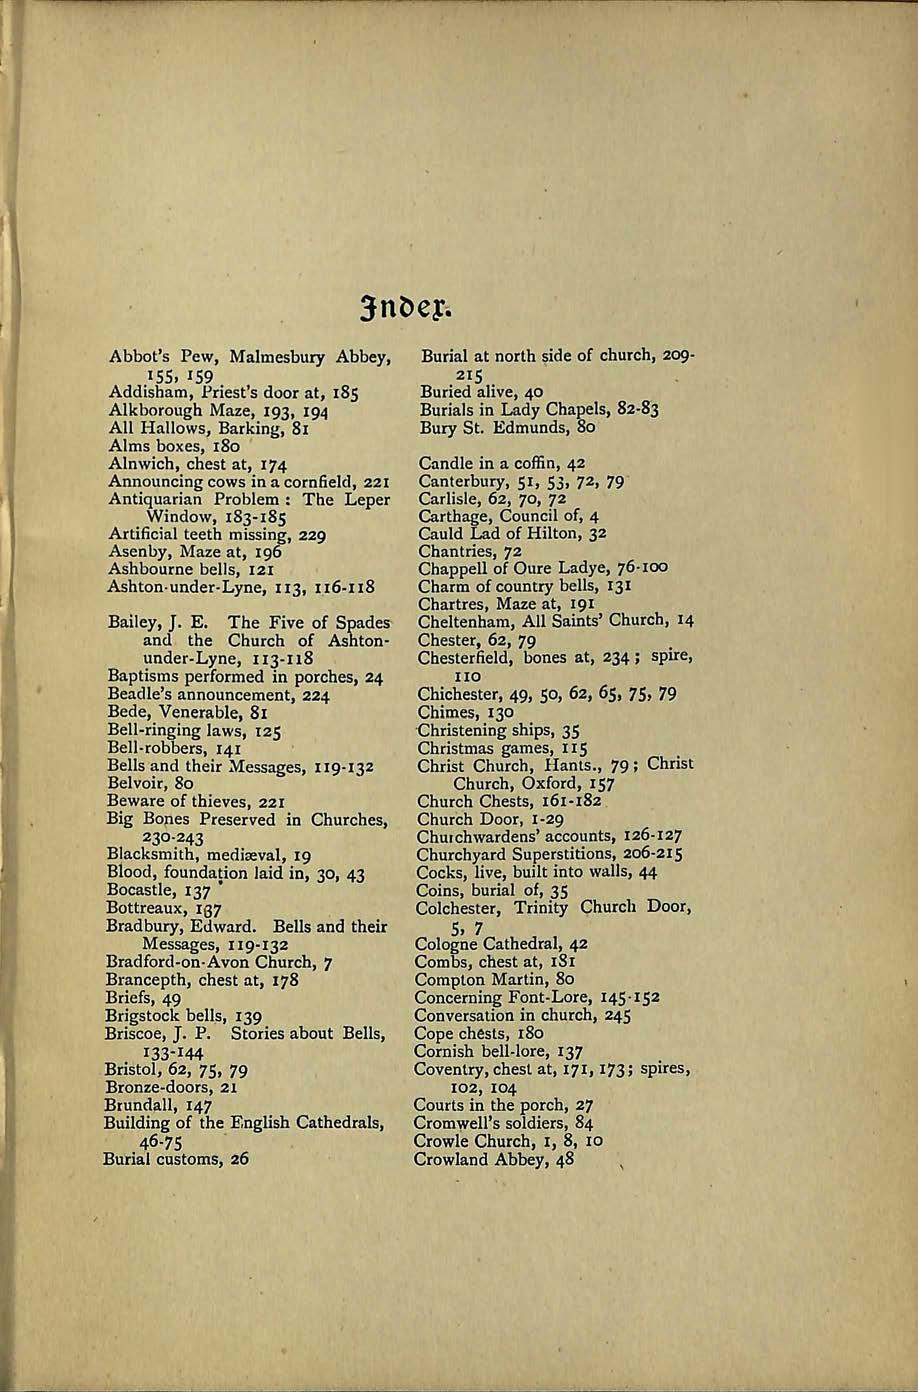 Index.
Abbot's Pew, Malmesbury Abbey,
155, 159
Addisham, Priest's door at, 185
Alkborough Maze, 193, 194
All Hallows, Barking, 81
Alms boxes, 180
Alnwich, chest at, 174
Announcing cows in a cornfield, 221
Antiquarian Problem : The Leper
Window, 183-185
Artificial teeth missing, 229
Asenby, Maze at, 196
Ashbourne bells, 121
Ashton-under-Lyne, 113, 116-118
Bailey, J. E. The Five of Spades
and the Church of Ashton-
under-Lyne, 113-118
Baptisms performed in porches, 24
Beadle's announcement, 224
Bede, Venerable, 81
Bell-ringing laws, 125
Bell-robbers, 141
Bells and their Messages, 119-132
Belvoir, 80
Beware of thieves, 221
Big Bones Preserved in Churches,
230-243
Blacksmith, mediæval, 19
Blood, foundation laid in, 30, 43
Bocastle, 137
Bottreaux, 137
Bradbury, Edward. Bells and their
Messages, 119-132
Bradford-on-Avon Church, 7
Brancepth, chest at, 178
Briefs, 49
Brigstock bells, 139
Briscoe, J. P. Stories about Bells,
133-144
Bristol, 62, 75, 79
Bronze-doors, 21
Brundall, 147
Building of the English Cathedrals,
46-75
Burial customs, 26
Burial at north side of church, 209-
215
Buried alive, 40
Burials in Lady Chapels, 82-83
Bury St. Edmunds, 80
Candle in a coffin, 42
Canterbury, 51, 53, 72, 79
Carlisle, 62, 70, 72
Carthage, Council of, 4
Cauld Lad of Hilton, 32
Chantries, 72
Chappell of Oure Ladye, 76-100
Charm of country bells, 131
Chartres, Maze at, 191
Cheltenham, All Saints' Church, 14
Chester, 62, 79
Chesterfield, bones at, 234 ; spire,
110
Chichester, 49, 50, 62, 65, 75, 79
Chimes, 130
Christening ships, 35
Christmas games, 115
Christ Church, Hants., 79 ; Christ
Church, Oxford, 157
Church Chests, 161-182
Church Door, 1-29
Churchwardens' accounts, 126-127
Churchyard Superstitions, 206-215
Cocks, live, built into walls, 44
Coins, burial of, 35
Colchester, Trinity Church Door,
5, 7
Cologne Cathedral, 42
Combs, chest at, 181
Compton Martin, 80
Concerning Font-Lore, 145-152
Conversation in church, 245
Cope chests, 180
Cornish bell-lore, 137
Coventry, chest at, 171, 173 ; spires,
102, 104
Courts in the porch, 27
Cromwell's soldiers, 84
Crowle Church, 1, 8, 10
Crowland Abbey, 48